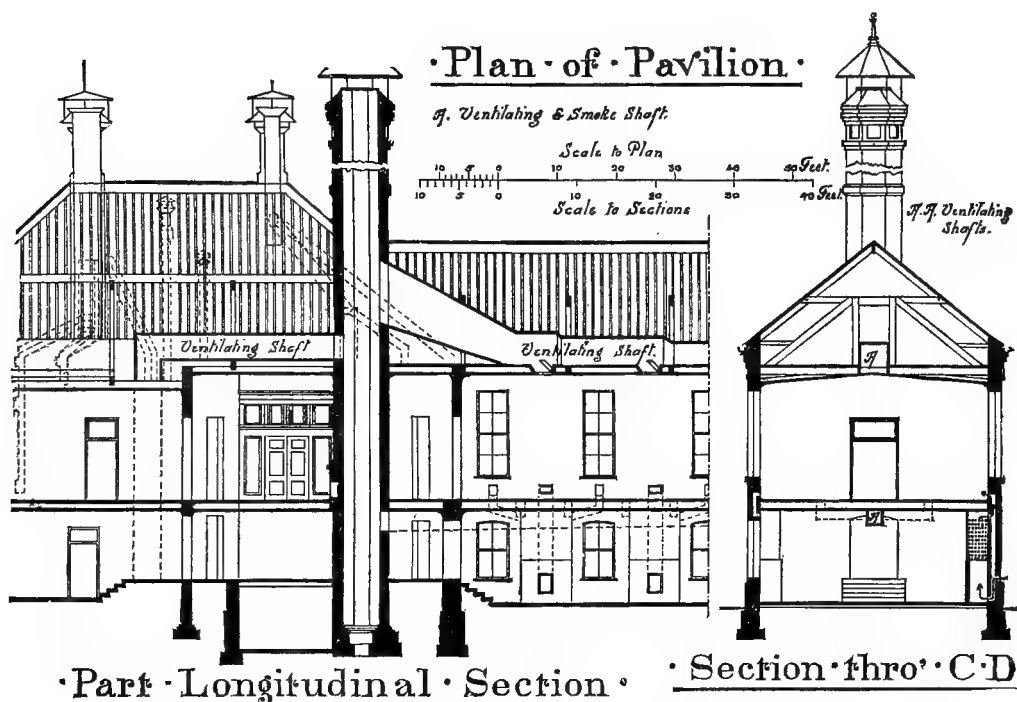 · Plan · of · Pavilion ·
A. Ventilating & Smoke Shaft.
Scale to Plan
10 5 0 10 20 30 40 50 Feet.
10 5 0 10 20 30 40 Feet.
Scale to Sections
A.A. Ventilating
Shafts.
Ventilating Shaft
Ventilating Shaft.
A
A
· Part · Longitudinal · Section ·
· Section · thro' · C·D